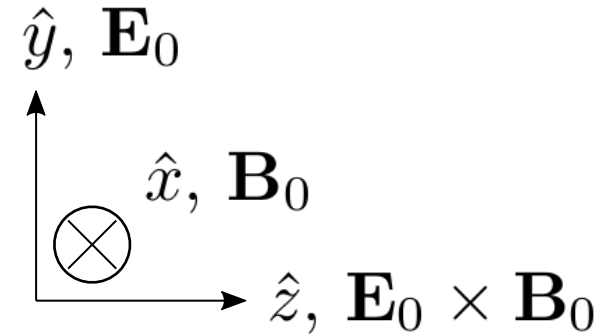 ŷ, E₀
x̂, B₀
ẑ, E₀ × B₀